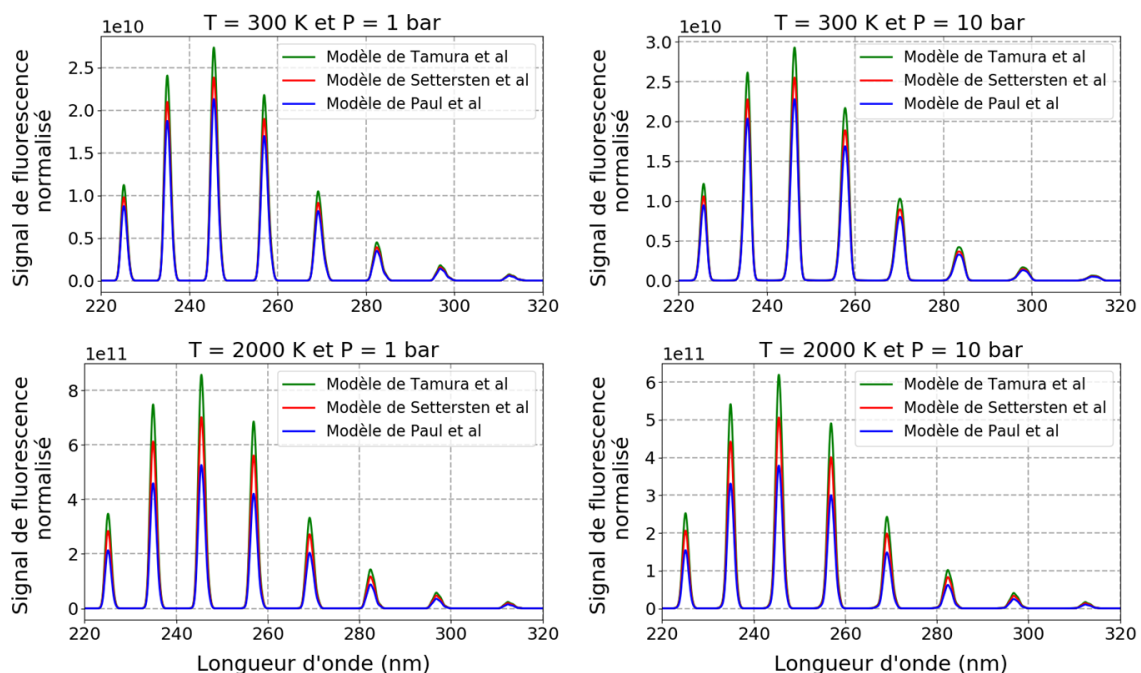 T = 300 K et P = 1 bar
1e10
Signal de fluorescence
normalisé
2.5
2.0
1.5
1.0
0.5
0.0
Modèle de Tamura et al
Modèle de Settersten et al
Modèle de Paul et al
220 240 260 280 300 320
T = 300 K et P = 10 bar
1e10
Signal de fluorescence
normalisé
3.0
2.5
2.0
1.5
1.0
0.5
0.0
Modèle de Tamura et al
Modèle de Settersten et al
Modèle de Paul et al
220 240 260 280 300 320
T = 2000 K et P = 1 bar
1e11
Signal de fluorescence
normalisé
8
6
4
2
0
Modèle de Tamura et al
Modèle de Settersten et al
Modèle de Paul et al
220 240 260 280 300 320
Longueur d'onde (nm)
T = 2000 K et P = 10 bar
1e11
Signal de fluorescence
normalisé
6
5
4
3
2
1
0
Modèle de Tamura et al
Modèle de Settersten et al
Modèle de Paul et al
220 240 260 280 300 320
Longueur d'onde (nm)